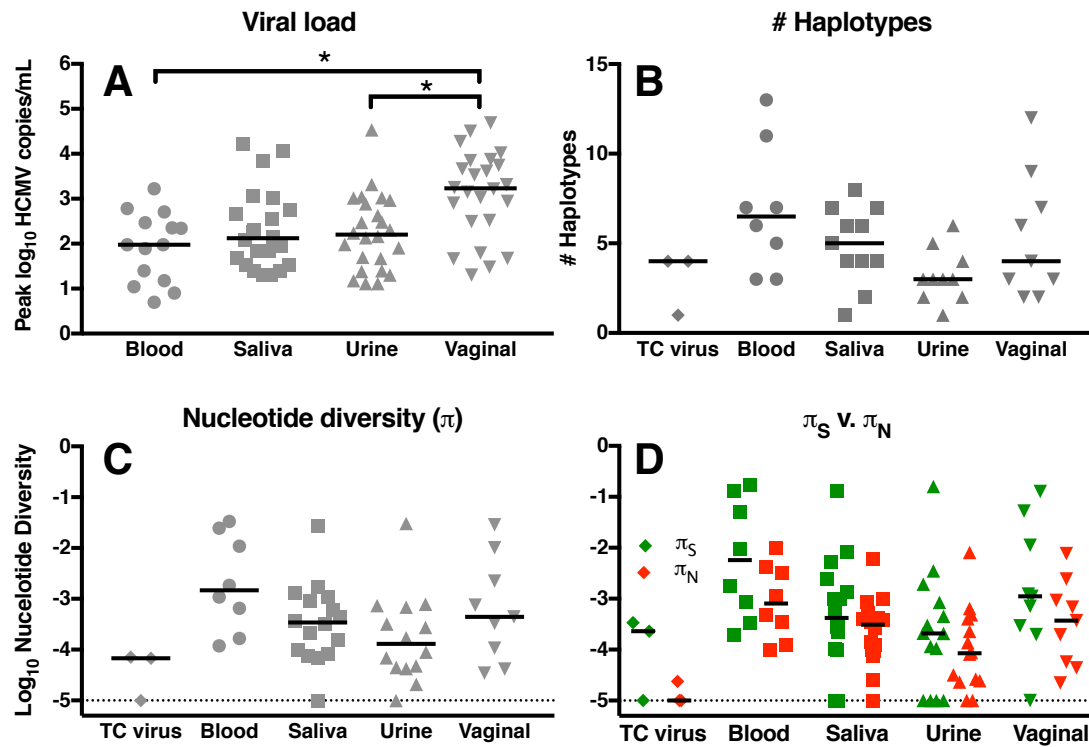 Viral load
A
Peak log10 HCMV copies/mL
6
5
4
3
2
1
0
*
*
Blood Saliva Urine Vaginal
# Haplotypes
B
# Haplotypes
15
10
5
0
TC virus Blood Saliva Urine Vaginal
Nucleotide diversity (π)
C
Log10 Nucelotide Diversity
0
-1
-2
-3
-4
-5
TC virus Blood Saliva Urine Vaginal
πS v. πN
D
0
-1
-2
-3
-4
-5
πS
πN
TC virus Blood Saliva Urine Vaginal